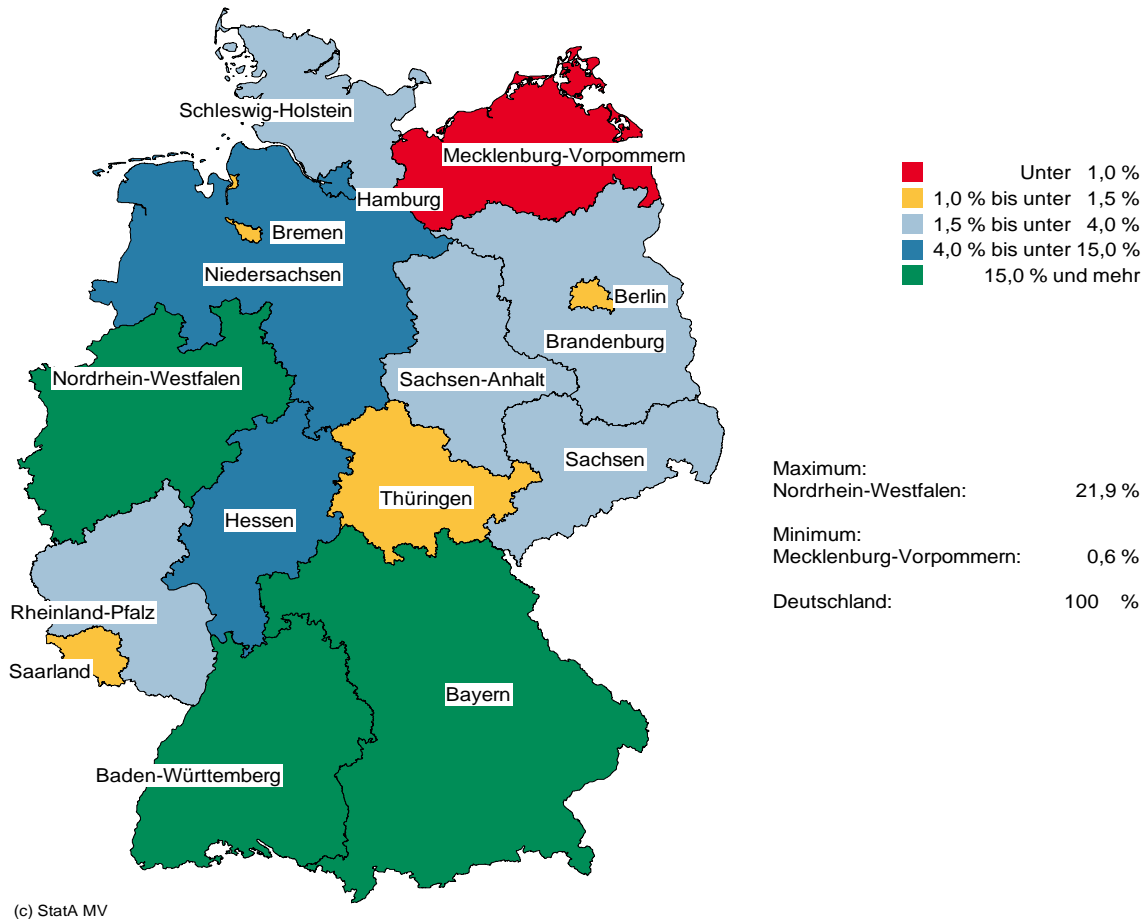 Schleswig-Holstein
Mecklenburg-Vorpommern
Hamburg
Bremen
Niedersachsen
Berlin
Brandenburg
Nordrhein-Westfalen
Sachsen-Anhalt
Sachsen
Thüringen
Hessen
Rheinland-Pfalz
Saarland
Bayern
Baden-Württemberg
Unter 1,0 %
1,0 % bis unter 1,5 %
1,5 % bis unter 4,0 %
4,0 % bis unter 15,0 %
15,0 % und mehr
Maximum:
Nordrhein-Westfalen: 21,9 %
Minimum:
Mecklenburg-Vorpommern: 0,6 %
Deutschland: 100 %
(c) StatA MV